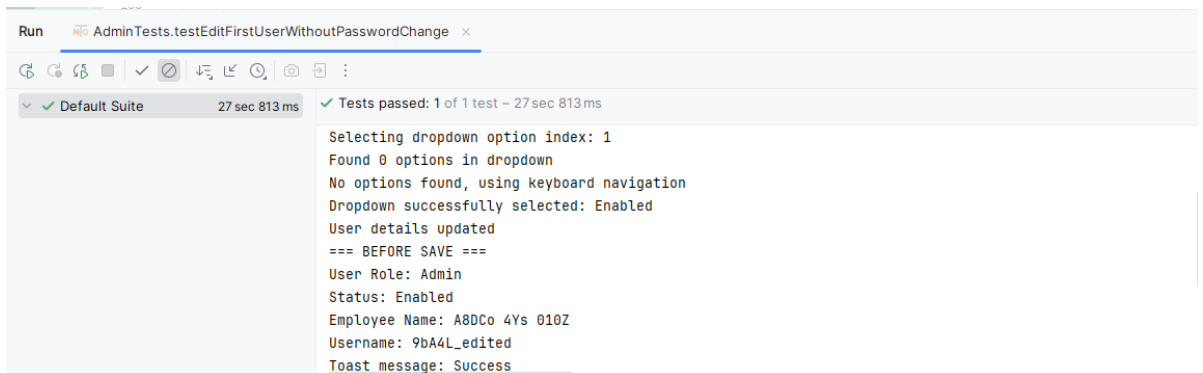 Run AdminTests.testEditFirstUserWithoutPasswordChange ×
Default Suite 27 sec 813 ms
Tests passed: 1 of 1 test – 27 sec 813 ms
Selecting dropdown option index: 1
Found 0 options in dropdown
No options found, using keyboard navigation
Dropdown successfully selected: Enabled
User details updated
=== BEFORE SAVE ===
User Role: Admin
Status: Enabled
Employee Name: A8DCo 4Ys 010Z
Username: 9bA4L_edited
Toast message: Success